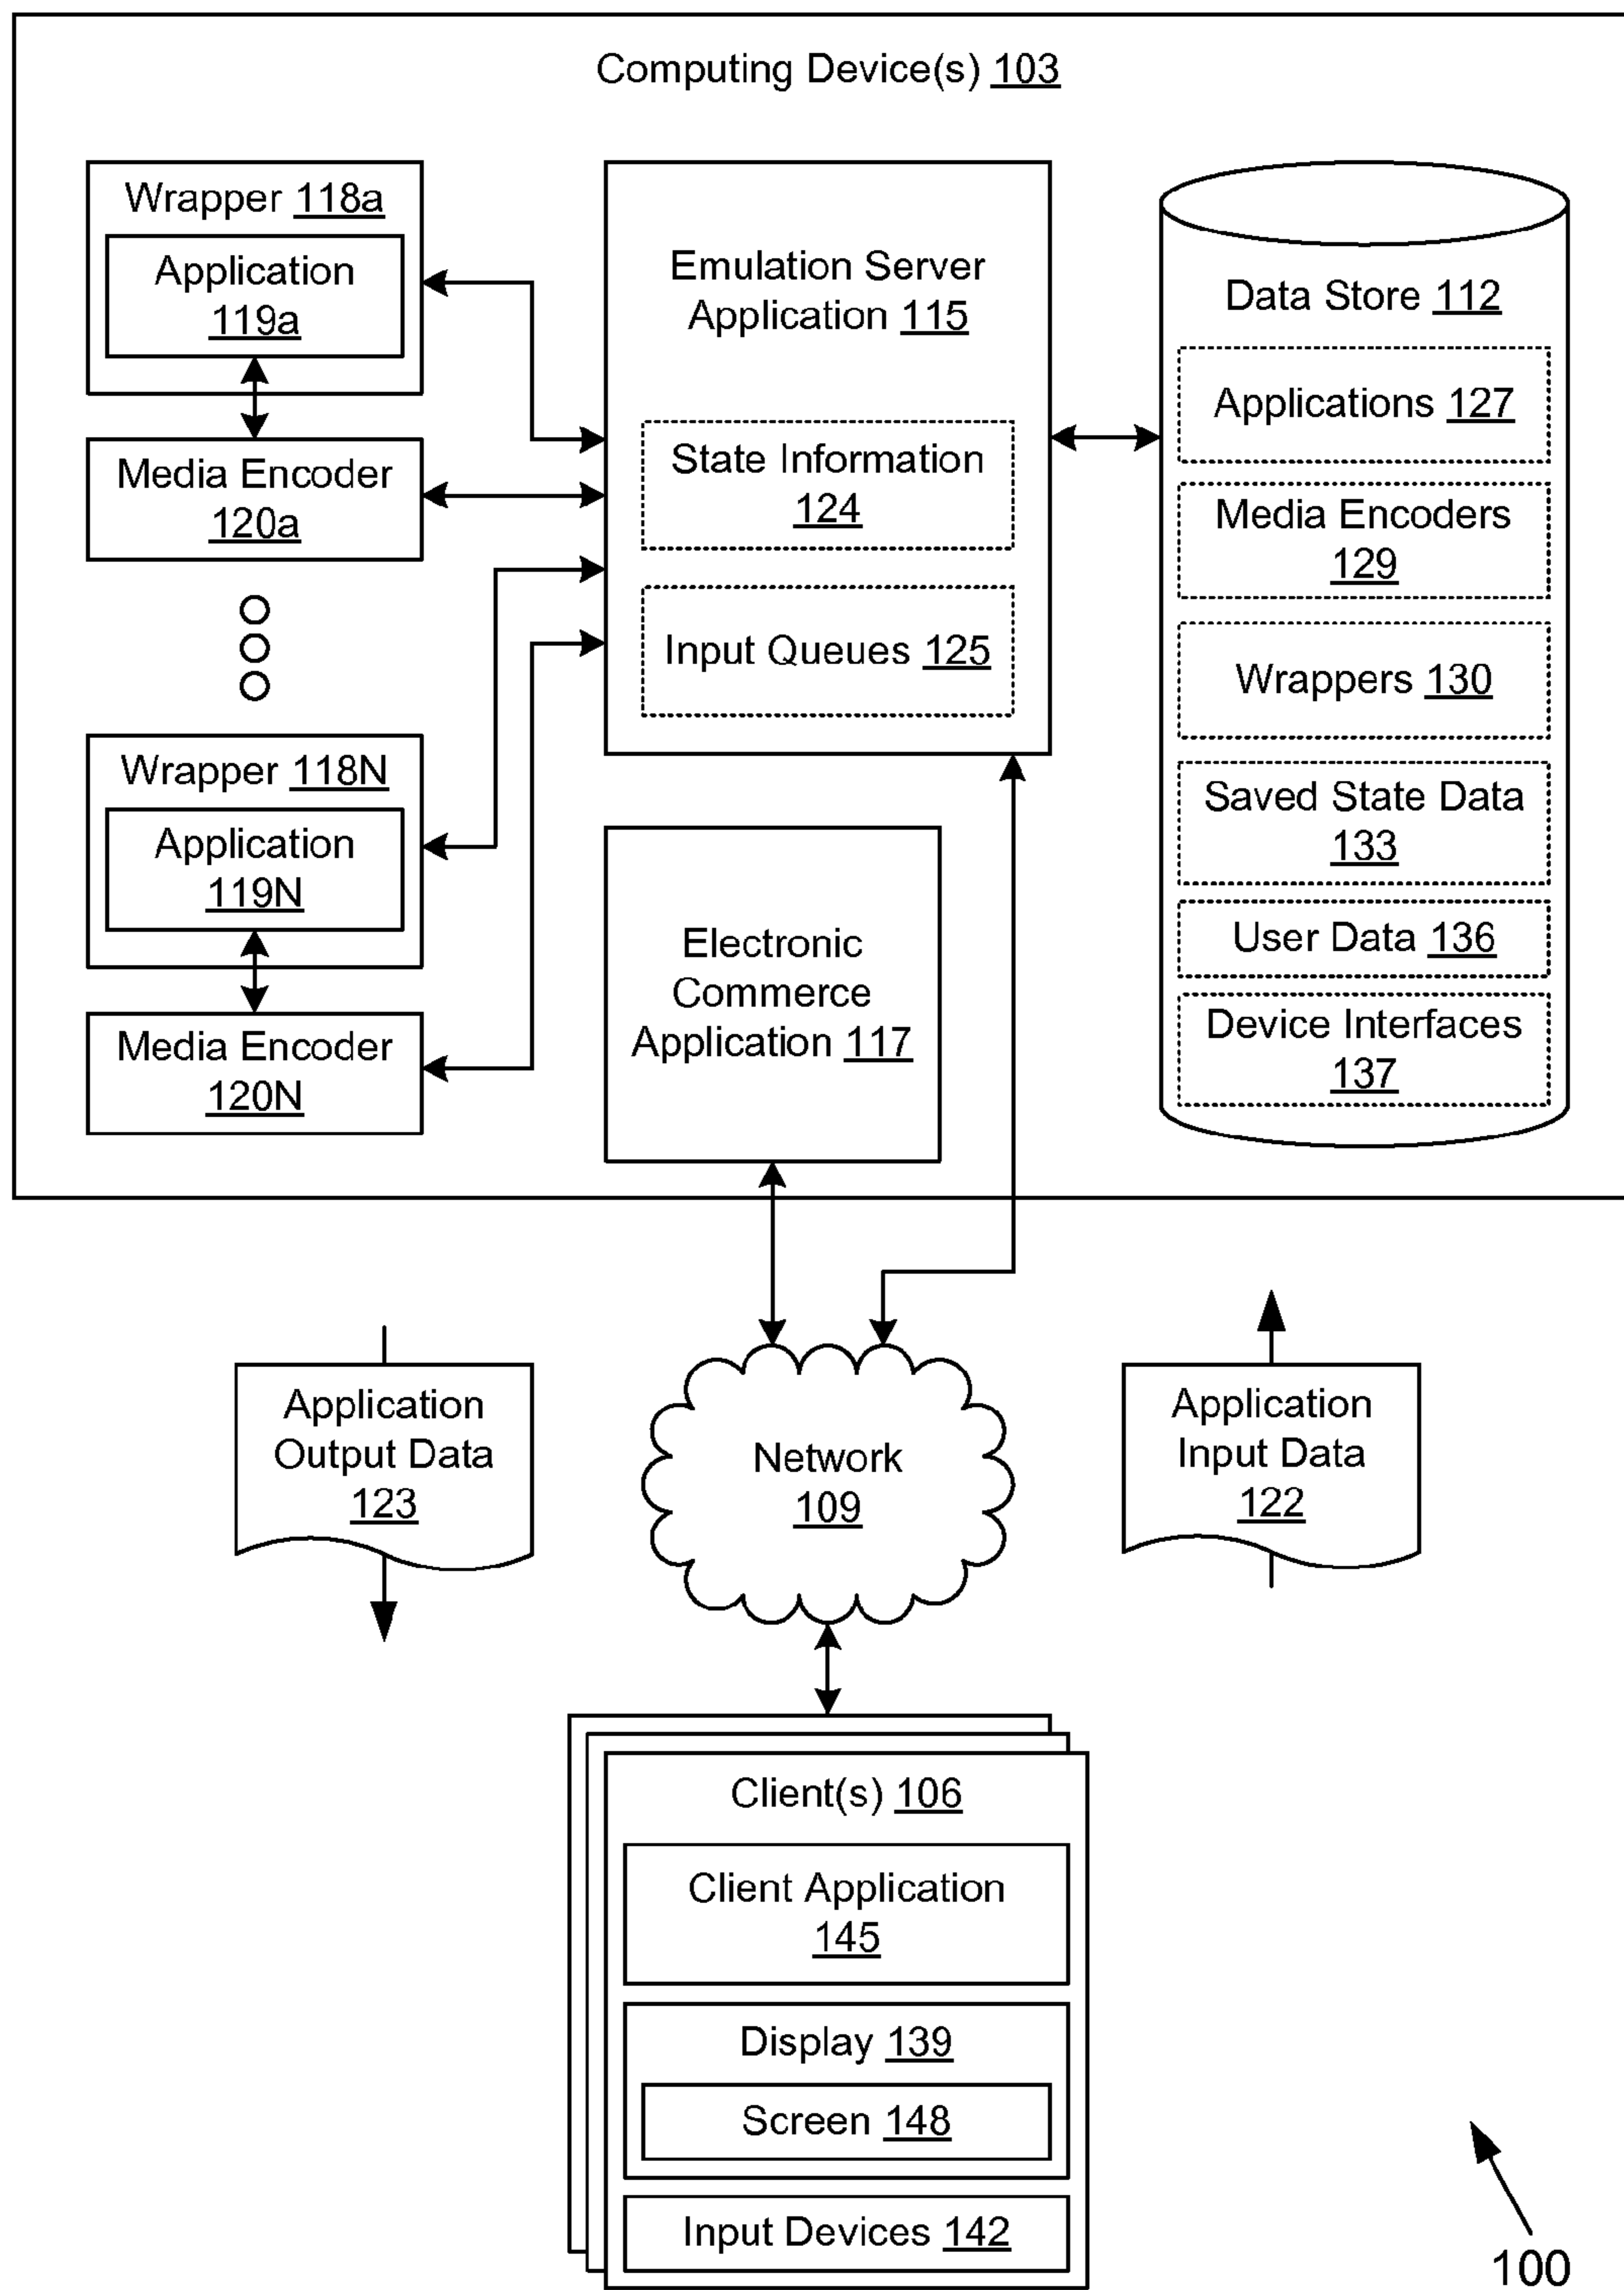 Computing Device(s) 103
Wrapper 118a
Application
119a
Media Encoder
120a
Wrapper 118N
Application
119N
Media Encoder
120N
Emulation Server
Application 115
State Information
124
Input Queues 125
Electronic
Commerce
Application 117
Data Store 112
Applications 127
Media Encoders
129
Wrappers 130
Saved State Data
133
User Data 136
Device Interfaces
137
Application
Output Data
123
Network
109
Application
Input Data
122
Client(s) 106
Client Application
145
Display 139
Screen 148
Input Devices 142
100